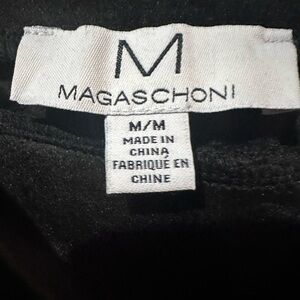 M
MAGASCHONI
M/M
MADE IN
CHINA
FABRIQUÉ EN
CHINE